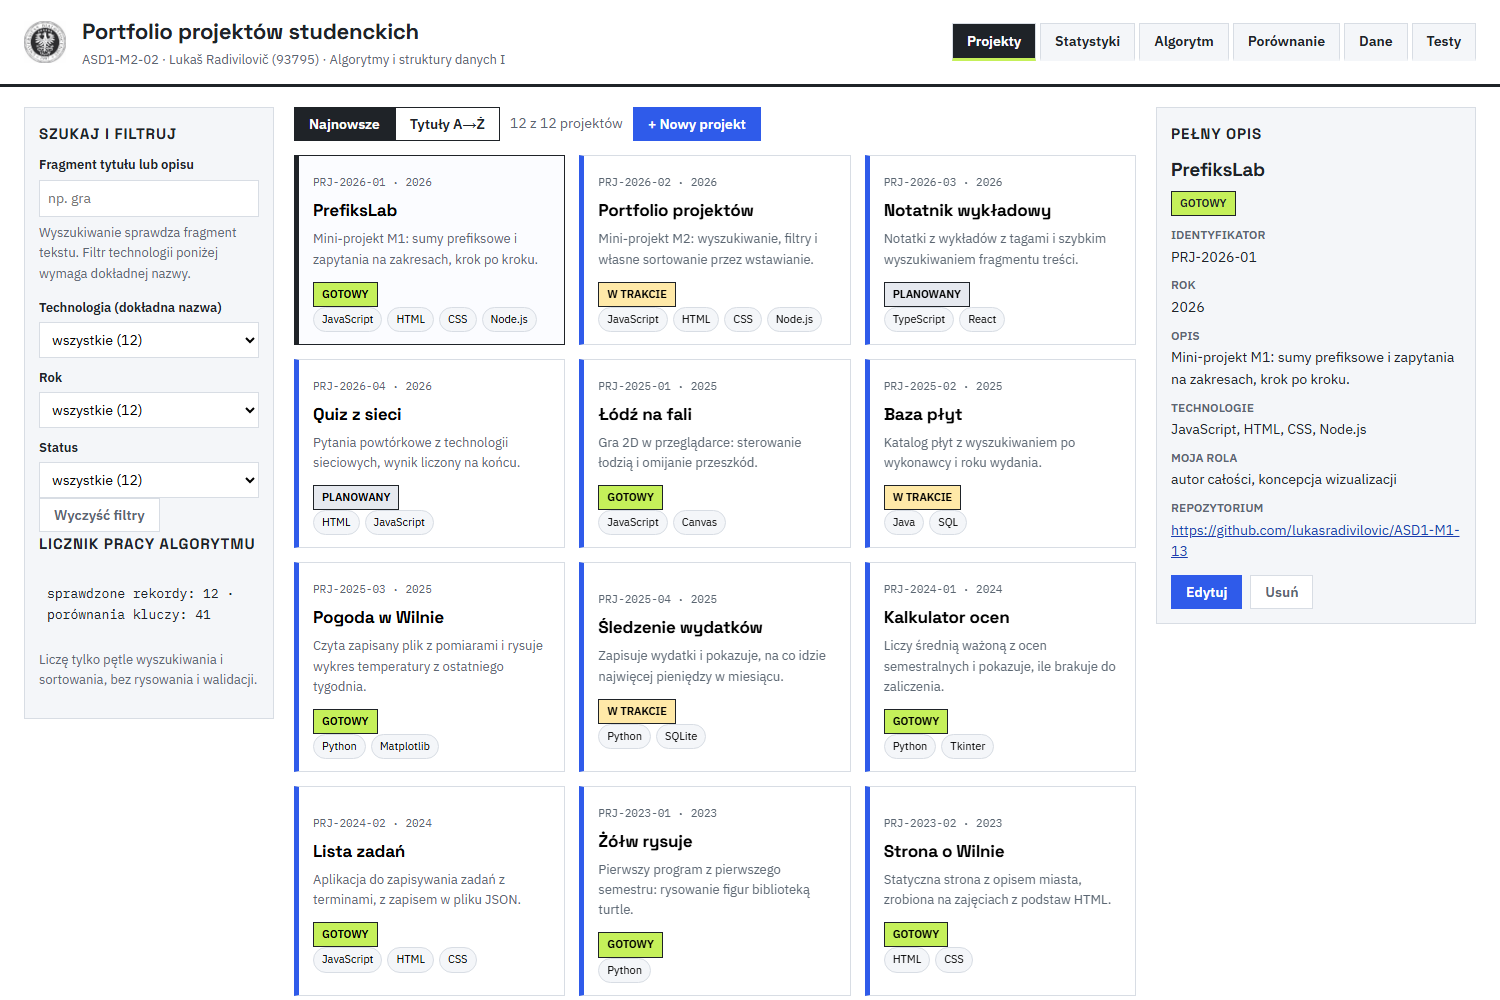 Portfolio projektów studenckich
ASD1-M2-02 · Lukaš Radivilovič (93795) · Algorytmy i struktury danych I
Projekty
Statystyki
Algorytm
Porównanie
Dane
Testy
SZUKAJ I FILTRUJ
Fragment tytułu lub opisu
np. gra
Wyszukiwanie sprawdza fragment
tekstu. Filtr technologii poniżej
wymaga dokładnej nazwy.
Technologia (dokładna nazwa)
wszystkie (12)
Rok
wszystkie (12)
Status
wszystkie (12)
Wyczyść filtry
LICZNIK PRACY ALGORYTMU
sprawdzone rekordy: 12 ·
porównania kluczy: 41
Liczę tylko pętle wyszukiwania i
sortowania, bez rysowania i walidacji.
Najnowsze
Tytuły A→Ż
12 z 12 projektów
+ Nowy projekt
PRJ-2026-01 · 2026
PrefiksLab
Mini-projekt M1: sumy prefiksowe i
zapytania na zakresach, krok po kroku.
GOTOWY
JavaScript HTML CSS Node.js
PRJ-2026-02 · 2026
Portfolio projektów
Mini-projekt M2: wyszukiwanie, filtry i
własne sortowanie przez wstawianie.
W TRAKCIE
JavaScript HTML CSS Node.js
PRJ-2026-03 · 2026
Notatnik wykładowy
Notatki z wykładów z tagami i szybkim
wyszukiwaniem fragmentu treści.
PLANOWANY
TypeScript React
PRJ-2026-04 · 2026
Quiz z sieci
Pytania powtórkowe z technologii
sieciowych, wynik liczony na końcu.
PLANOWANY
HTML JavaScript
PRJ-2025-01 · 2025
Łódź na fali
Gra 2D w przeglądarce: sterowanie
łodzią i omijanie przeszkód.
GOTOWY
JavaScript Canvas
PRJ-2025-02 · 2025
Baza płyt
Katalog płyt z wyszukiwaniem po
wykonawcy i roku wydania.
W TRAKCIE
Java SQL
PRJ-2025-03 · 2025
Pogoda w Wilnie
Czyta zapisany plik z pomiarami i rysuje
wykres temperatury z ostatniego
tygodnia.
GOTOWY
Python Matplotlib
PRJ-2025-04 · 2025
Śledzenie wydatków
Zapisuje wydatki i pokazuje, na co idzie
najwięcej pieniędzy w miesiącu.
W TRAKCIE
Python SQLite
PRJ-2024-01 · 2024
Kalkulator ocen
Liczy średnią ważoną z ocen
semestralnych i pokazuje, ile brakuje do
zaliczenia.
GOTOWY
Python Tkinter
PRJ-2024-02 · 2024
Lista zadań
Aplikacja do zapisywania zadań z
terminami, z zapisem w pliku JSON.
GOTOWY
JavaScript HTML CSS
PRJ-2023-01 · 2023
Żółw rysuje
Pierwszy program z pierwszego
semestru: rysowanie figur biblioteką
turtle.
GOTOWY
Python
PRJ-2023-02 · 2023
Strona o Wilnie
Statyczna strona z opisem miasta,
zrobiona na zajęciach z podstaw HTML.
GOTOWY
HTML CSS
PEŁNY OPIS
PrefiksLab
GOTOWY
IDENTYFIKATOR
PRJ-2026-01
ROK
2026
OPIS
Mini-projekt M1: sumy prefiksowe i zapytania
na zakresach, krok po kroku.
TECHNOLOGIE
JavaScript, HTML, CSS, Node.js
MOJA ROLA
autor całości, koncepcja wizualizacji
REPOZYTORIUM
https://github.com/lukasradivilovic/ASD1-M1-
13
Edytuj
Usuń